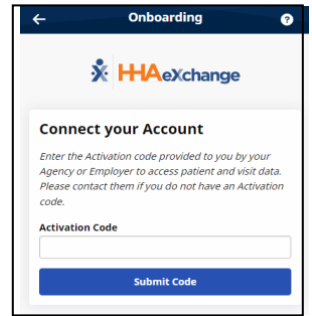 Onboarding
HHAeXchange
Connect your Account
Enter the Activation code provided to you by your
Agency or Employer to access patient and visit data.
Please contact them if you do not have an Activation
code.
Activation Code
Submit Code